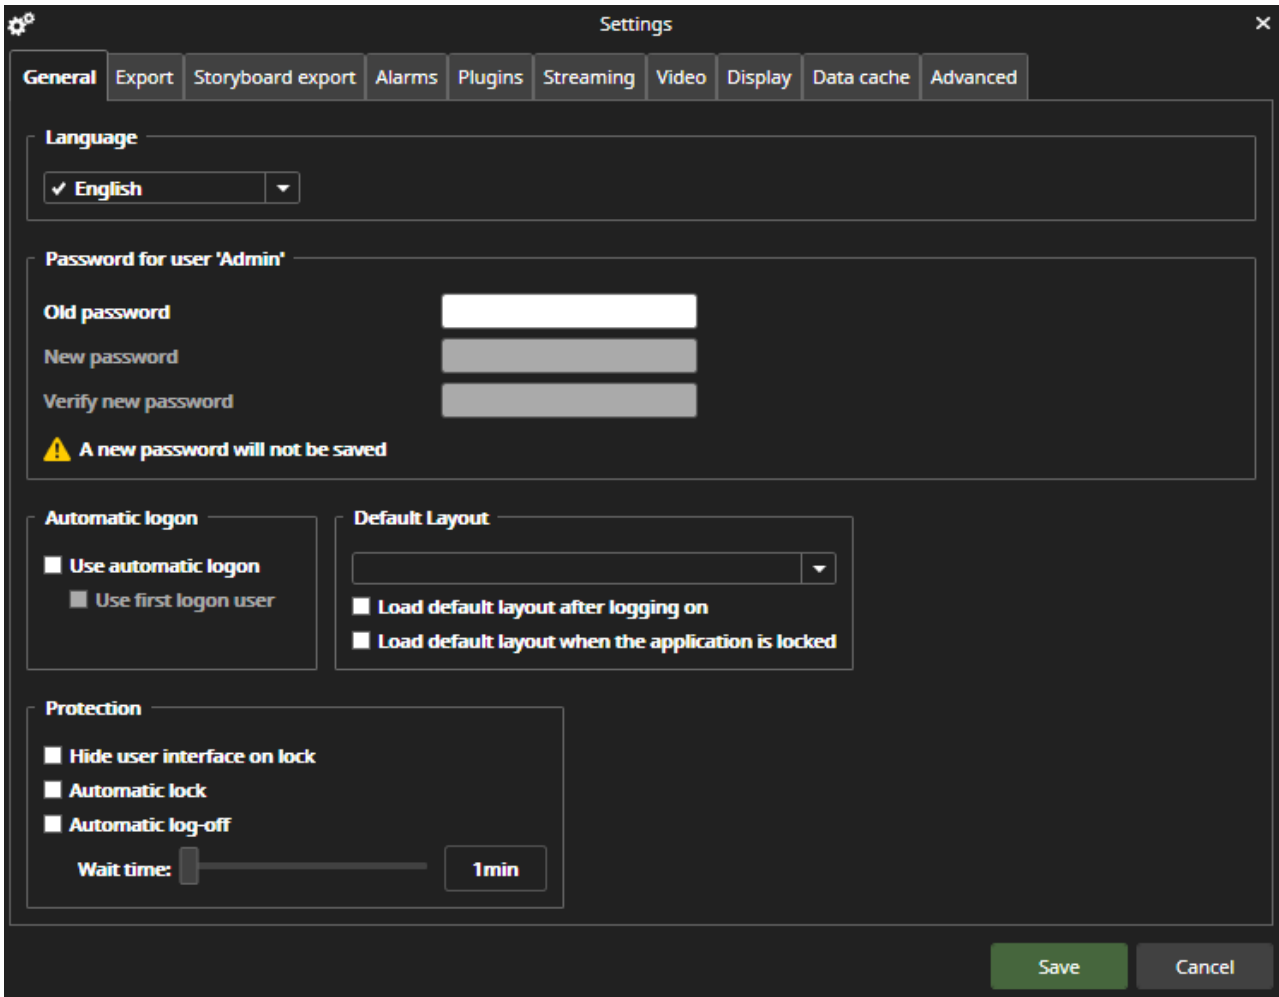 Settings
General Export Storyboard export Alarms Plugins Streaming Video Display Data cache Advanced
Language
English
Password for user 'Admin'
Old password
New password
Verify new password
A new password will not be saved
Automatic logon
Use automatic logon
Use first logon user
Default Layout
Load default layout after logging on
Load default layout when the application is locked
Protection
Hide user interface on lock
Automatic lock
Automatic log-off
Wait time: 1min
Save Cancel